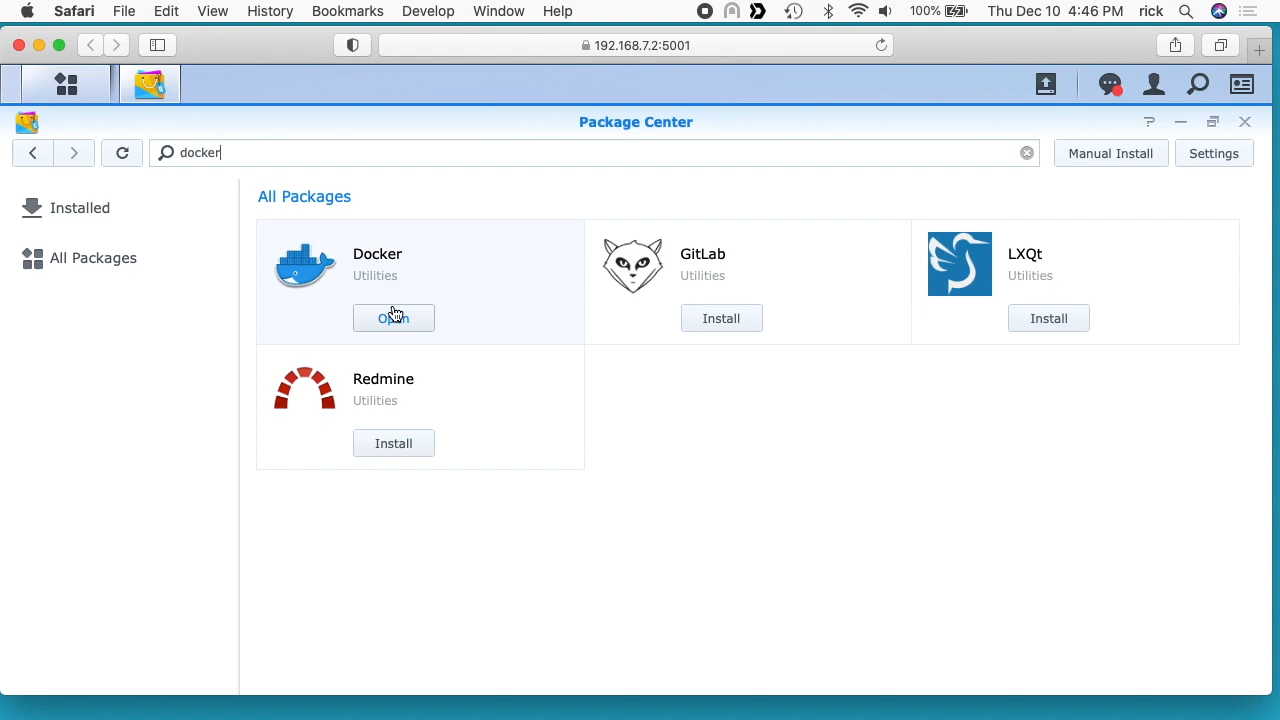 Safari File Edit View History Bookmarks Develop Window Help 100% Thu Dec 10 4:46 PM rick
192.168.7.2:5001
Package Center
docker
Manual Install Settings
Installed
All Packages
All Packages
Docker
Utilities
Open
GitLab
Utilities
Install
LXQt
Utilities
Install
Redmine
Utilities
Install